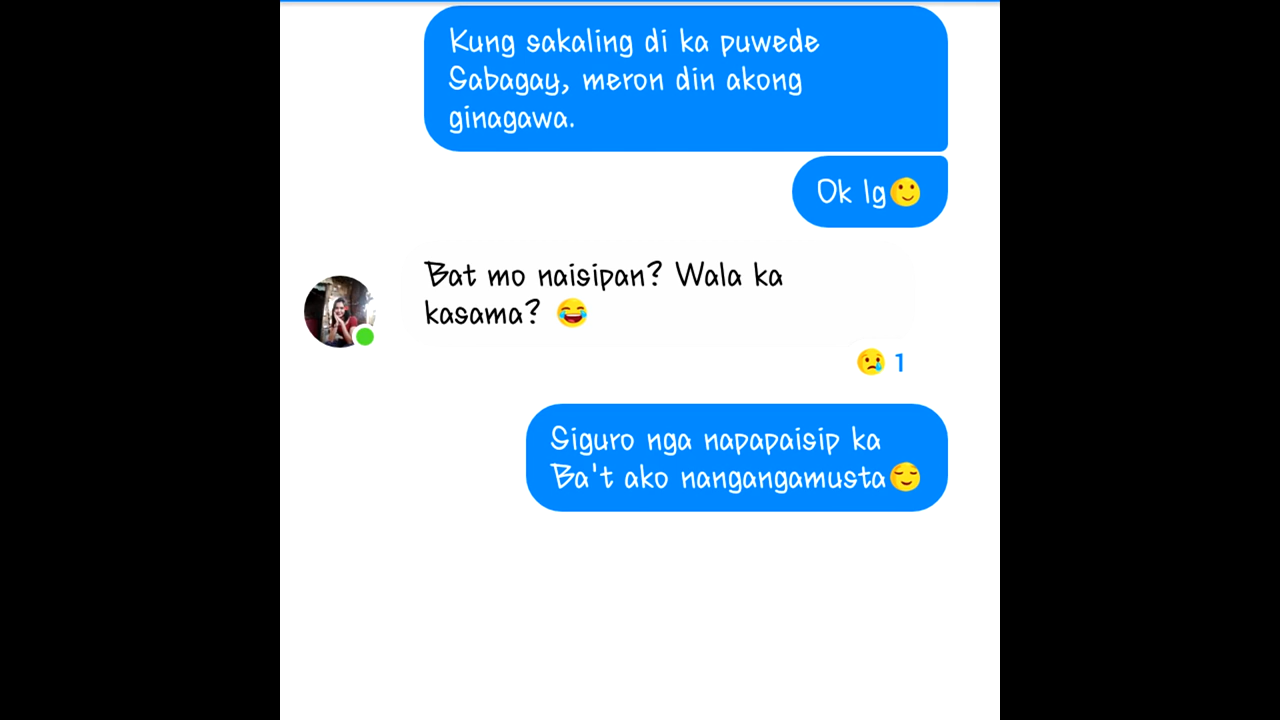 Kung sakaling di ka puwede
Sabagay, meron din akong
ginagawa.
Ok lg🙂
Bat mo naisipan? Wala ka
kasama? 😂
😢 1
Siguro nga napapaisip ka
Ba't ako nangangamusta😌